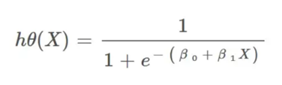 hθ(X) = 1 / 1 + e^-(β₀+β₁X)